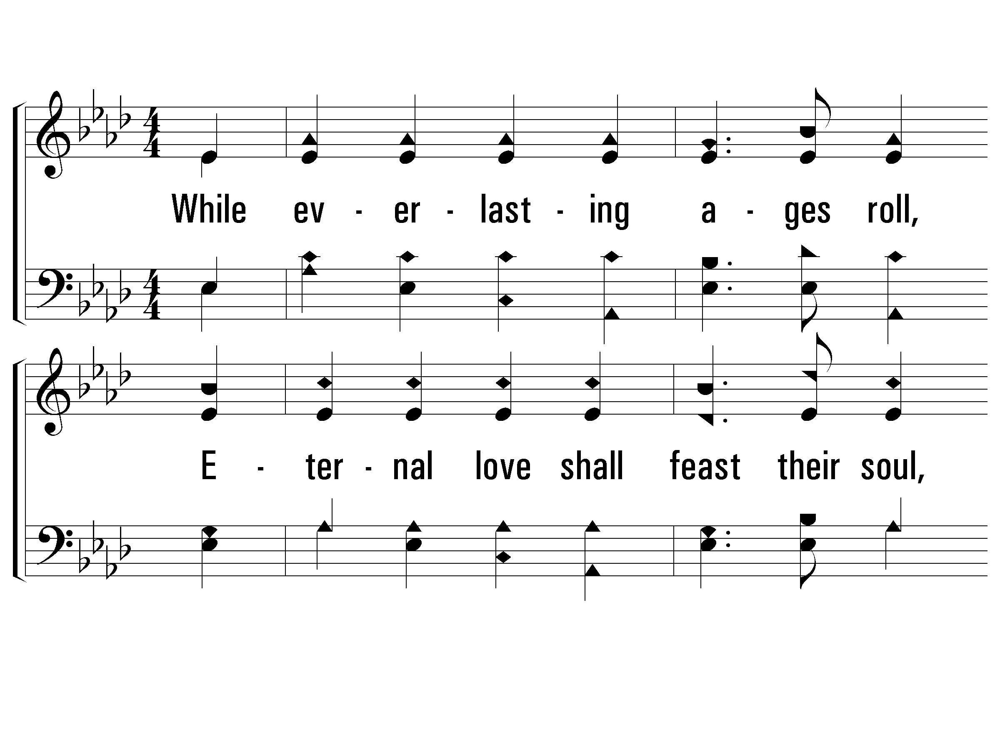 While ev - er - last - ing a - ges roll,
E - ter - nal love shall feast their soul,